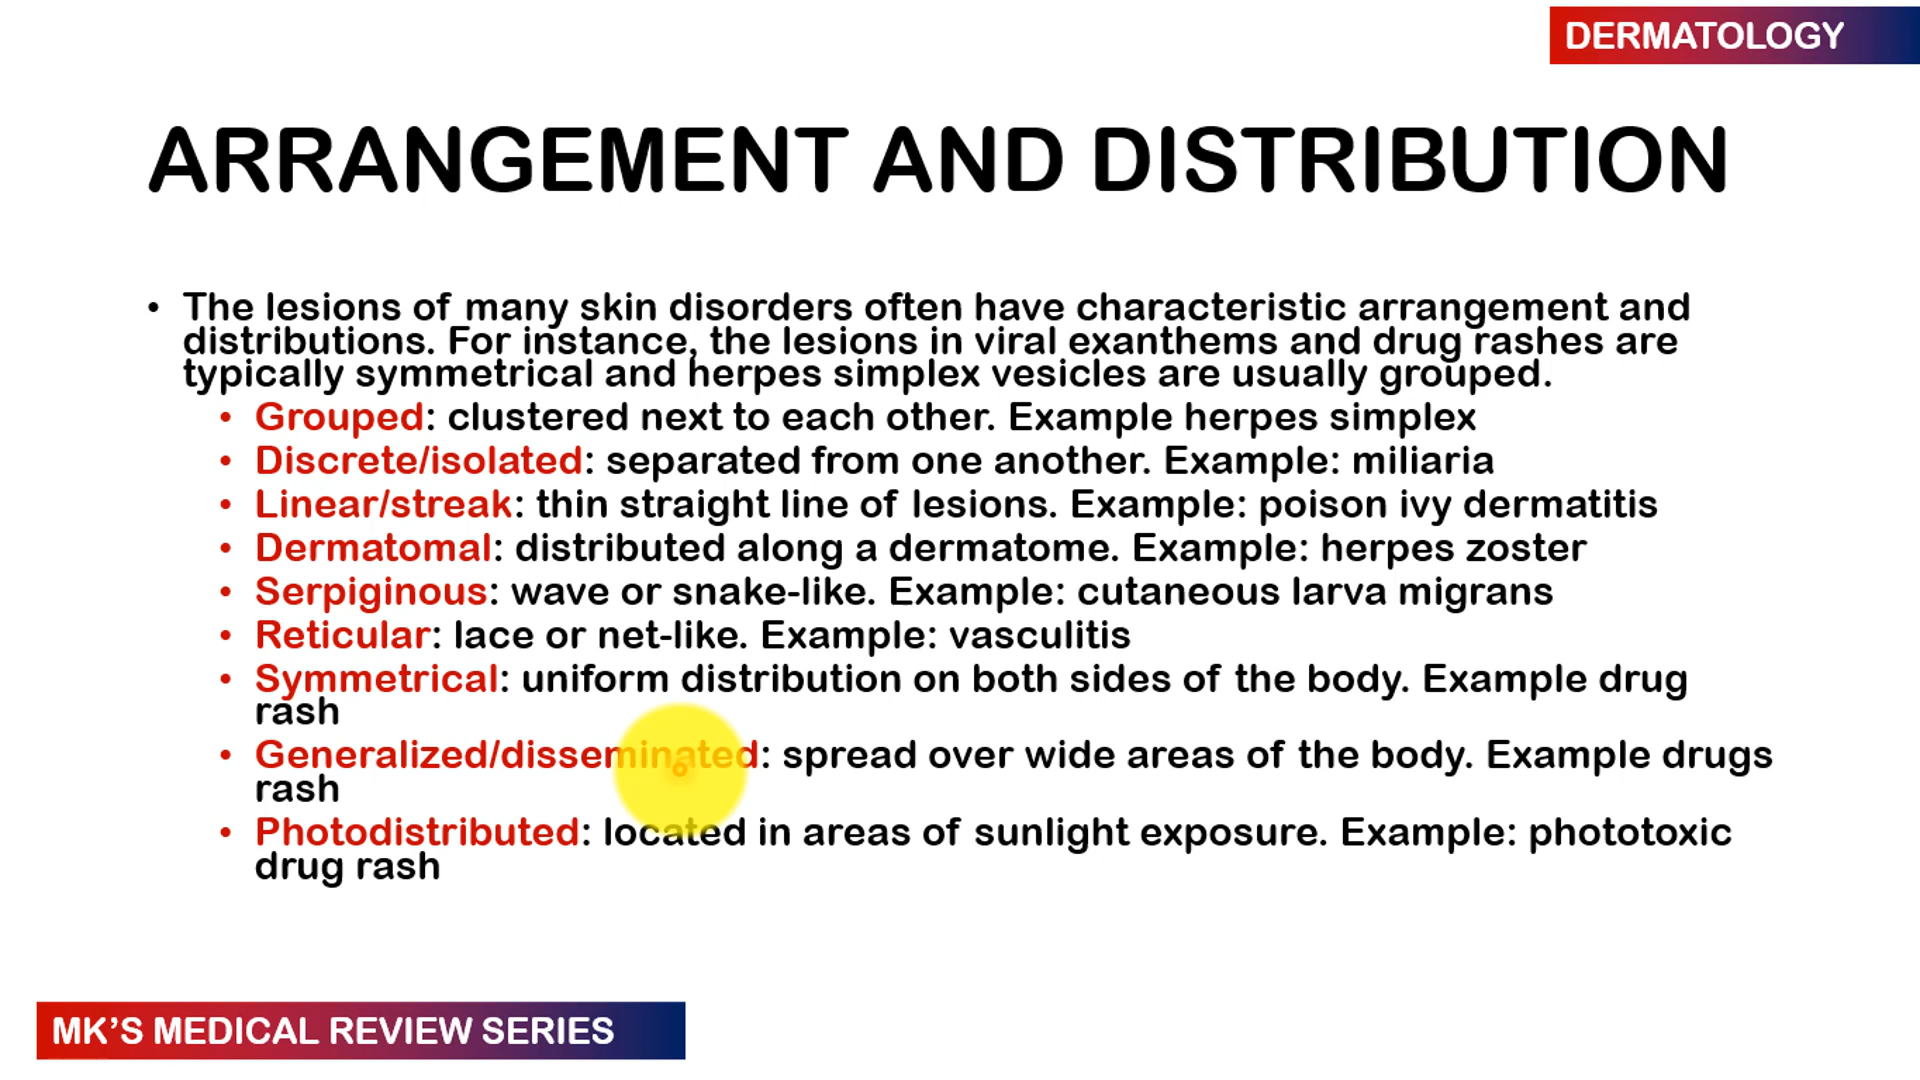 DERMATOLOGY
ARRANGEMENT AND DISTRIBUTION
• The lesions of many skin disorders often have characteristic arrangement and
distributions. For instance, the lesions in viral exanthems and drug rashes are
typically symmetrical and herpes simplex vesicles are usually grouped.
• Grouped: clustered next to each other. Example herpes simplex
• Discrete/isolated: separated from one another. Example: miliaria
• Linear/streak: thin straight line of lesions. Example: poison ivy dermatitis
• Dermatomal: distributed along a dermatome. Example: herpes zoster
• Serpiginous: wave or snake-like. Example: cutaneous larva migrans
• Reticular: lace or net-like. Example: vasculitis
• Symmetrical: uniform distribution on both sides of the body. Example drug
rash
• Generalized/disseminated: spread over wide areas of the body. Example drugs
rash
• Photodistributed: located in areas of sunlight exposure. Example: phototoxic
drug rash
MK’S MEDICAL REVIEW SERIES